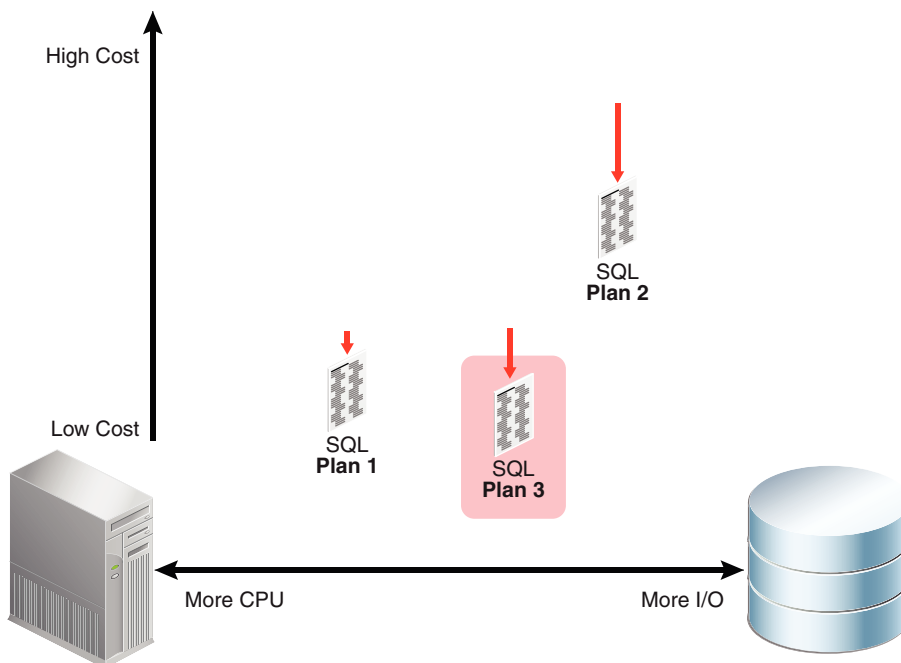 High Cost
SQL
Plan 2
Low Cost
SQL
Plan 1
SQL
Plan 3
More CPU
More I/O